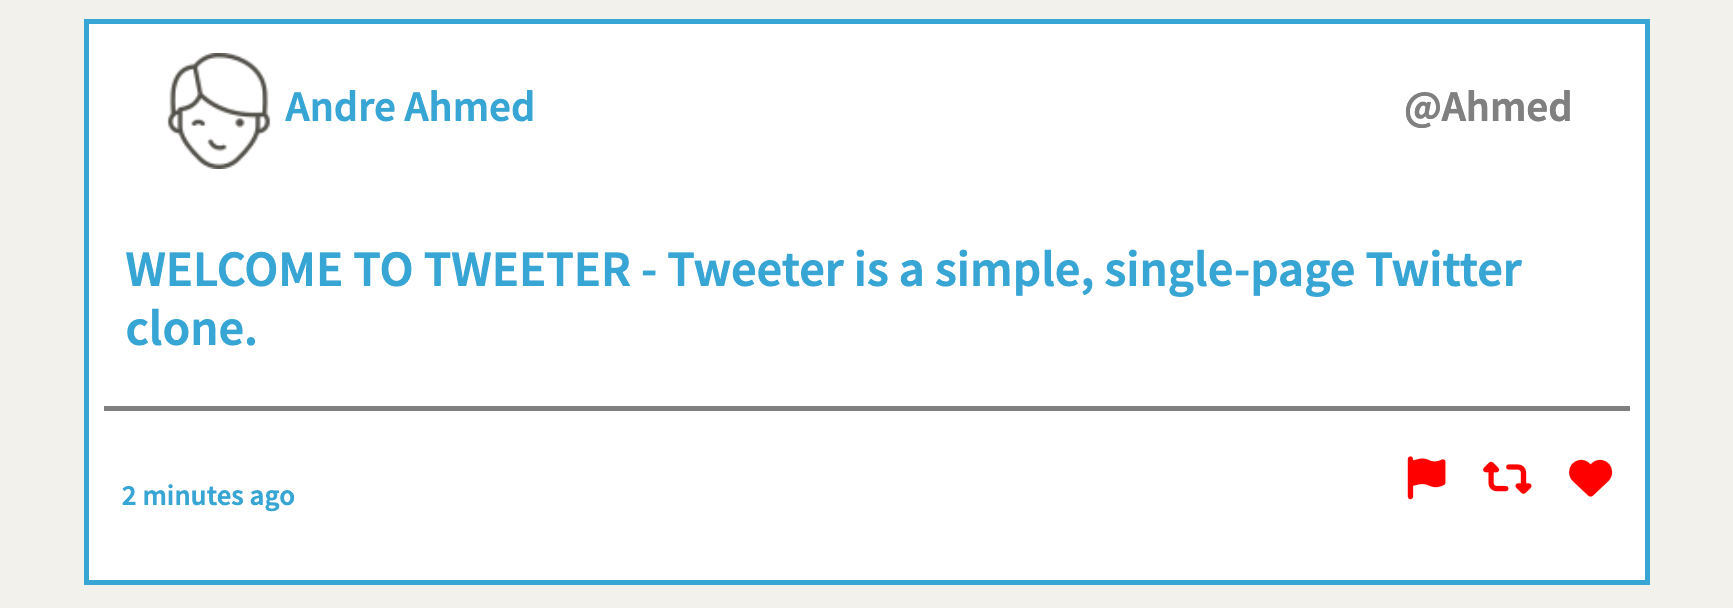 Andre Ahmed
@Ahmed
WELCOME TO TWEETER - Tweeter is a simple, single-page Twitter
clone.
2 minutes ago